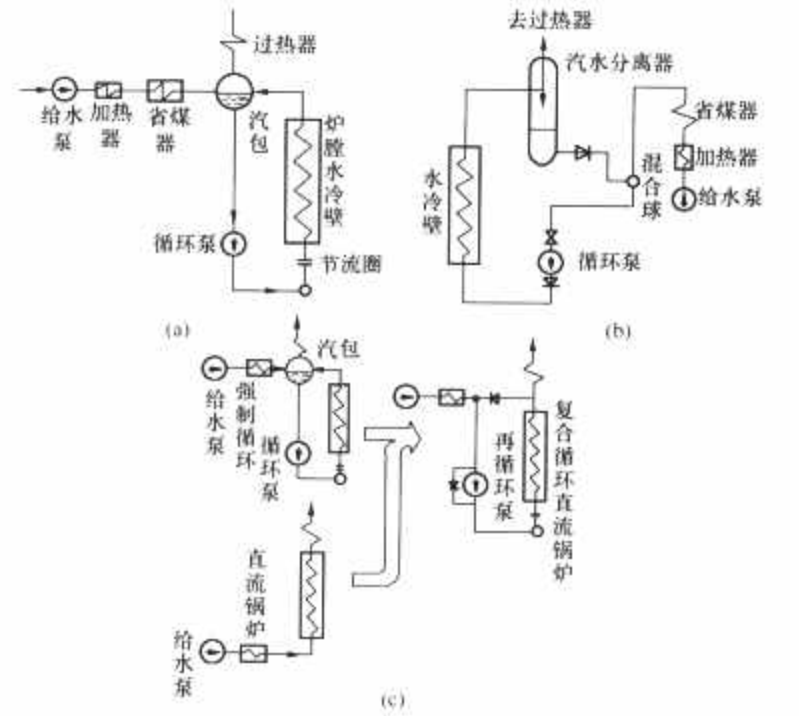 过热器
给水泵
加热器
省煤器
汽包
炉膛水冷壁
循环泵
节流圈
(a)
去过热器
汽水分离器
省煤器
加热器
给水泵
混合球
水冷壁
循环泵
(b)
汽包
给水泵
强制循环
循环泵
直流锅炉
给水泵
再循环泵
复合循环直流锅炉
(c)